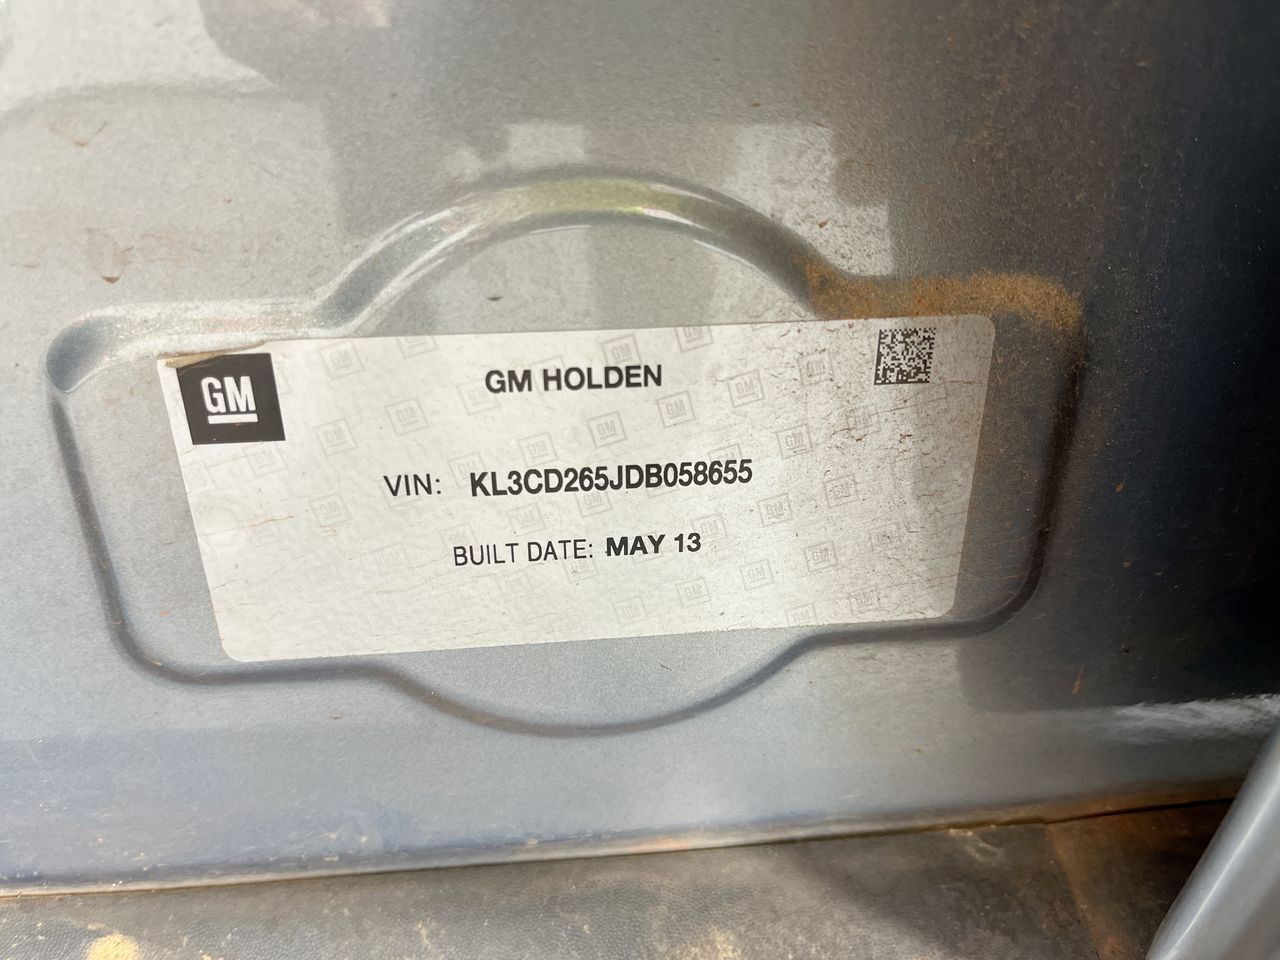 GM
GM HOLDEN
VIN: KL3CD265JDB058655
BUILT DATE: MAY 13